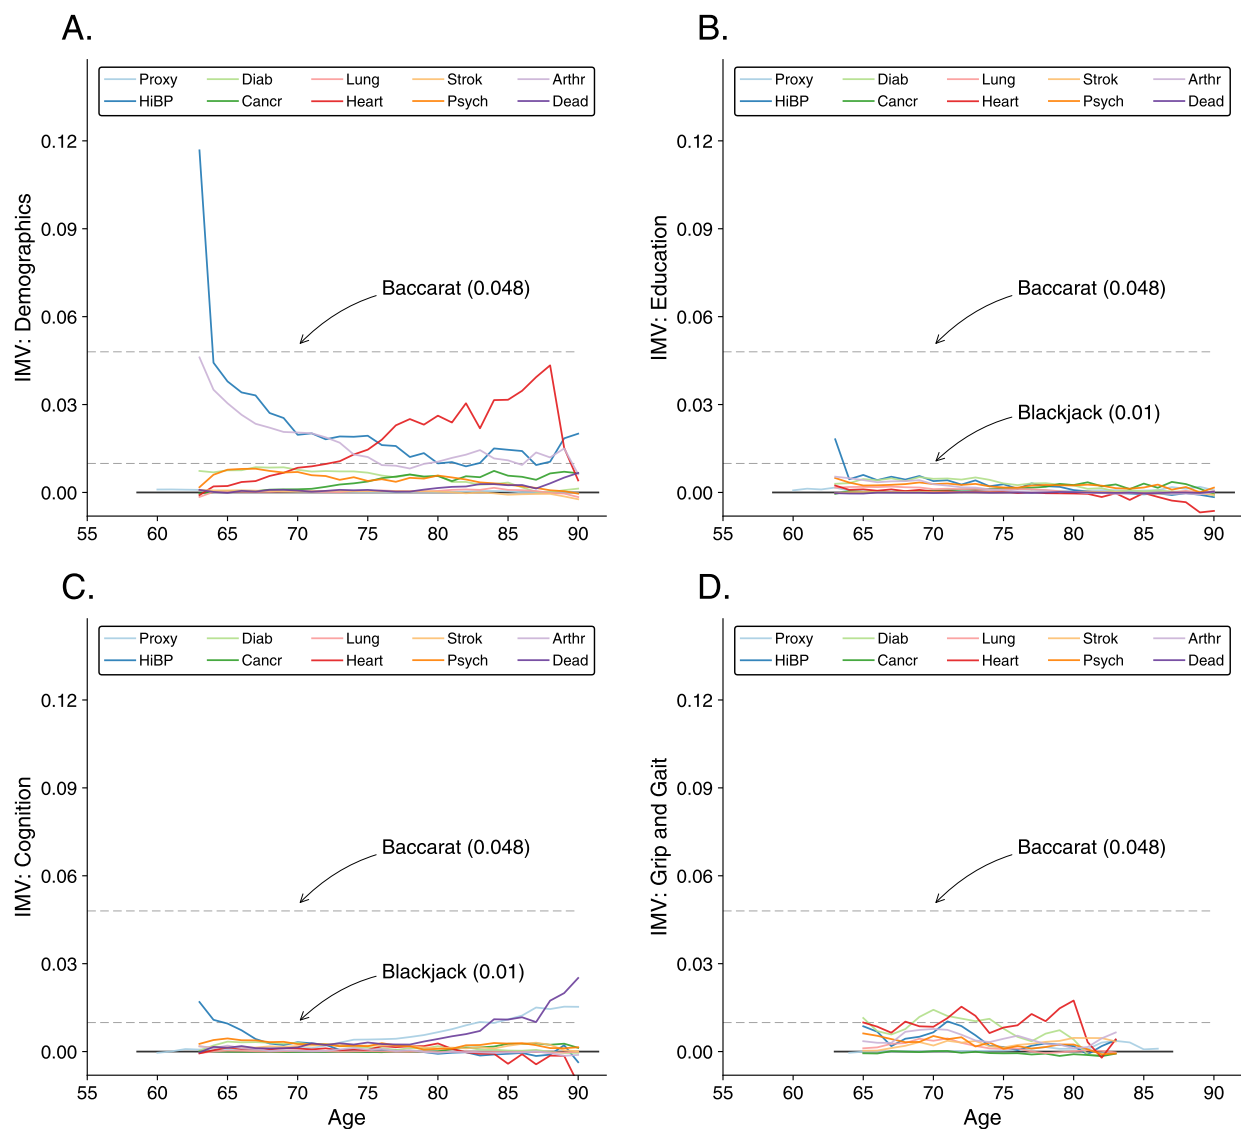 A.
Proxy Diab Lung Strok Arthr
HiBP Cancr Heart Psych Dead
0.12
0.09
0.06
0.03
0.00
IMV: Demographics
Baccarat (0.048)
55 60 65 70 75 80 85 90
B.
Proxy Diab Lung Strok Arthr
HiBP Cancr Heart Psych Dead
0.12
0.09
0.06
0.03
0.00
IMV: Education
Baccarat (0.048)
Blackjack (0.01)
55 60 65 70 75 80 85 90
C.
Proxy Diab Lung Strok Arthr
HiBP Cancr Heart Psych Dead
0.12
0.09
0.06
0.03
0.00
IMV: Cognition
Baccarat (0.048)
Blackjack (0.01)
55 60 65 70 75 80 85 90
Age
D.
Proxy Diab Lung Strok Arthr
HiBP Cancr Heart Psych Dead
0.12
0.09
0.06
0.03
0.00
IMV: Grip and Gait
Baccarat (0.048)
55 60 65 70 75 80 85 90
Age